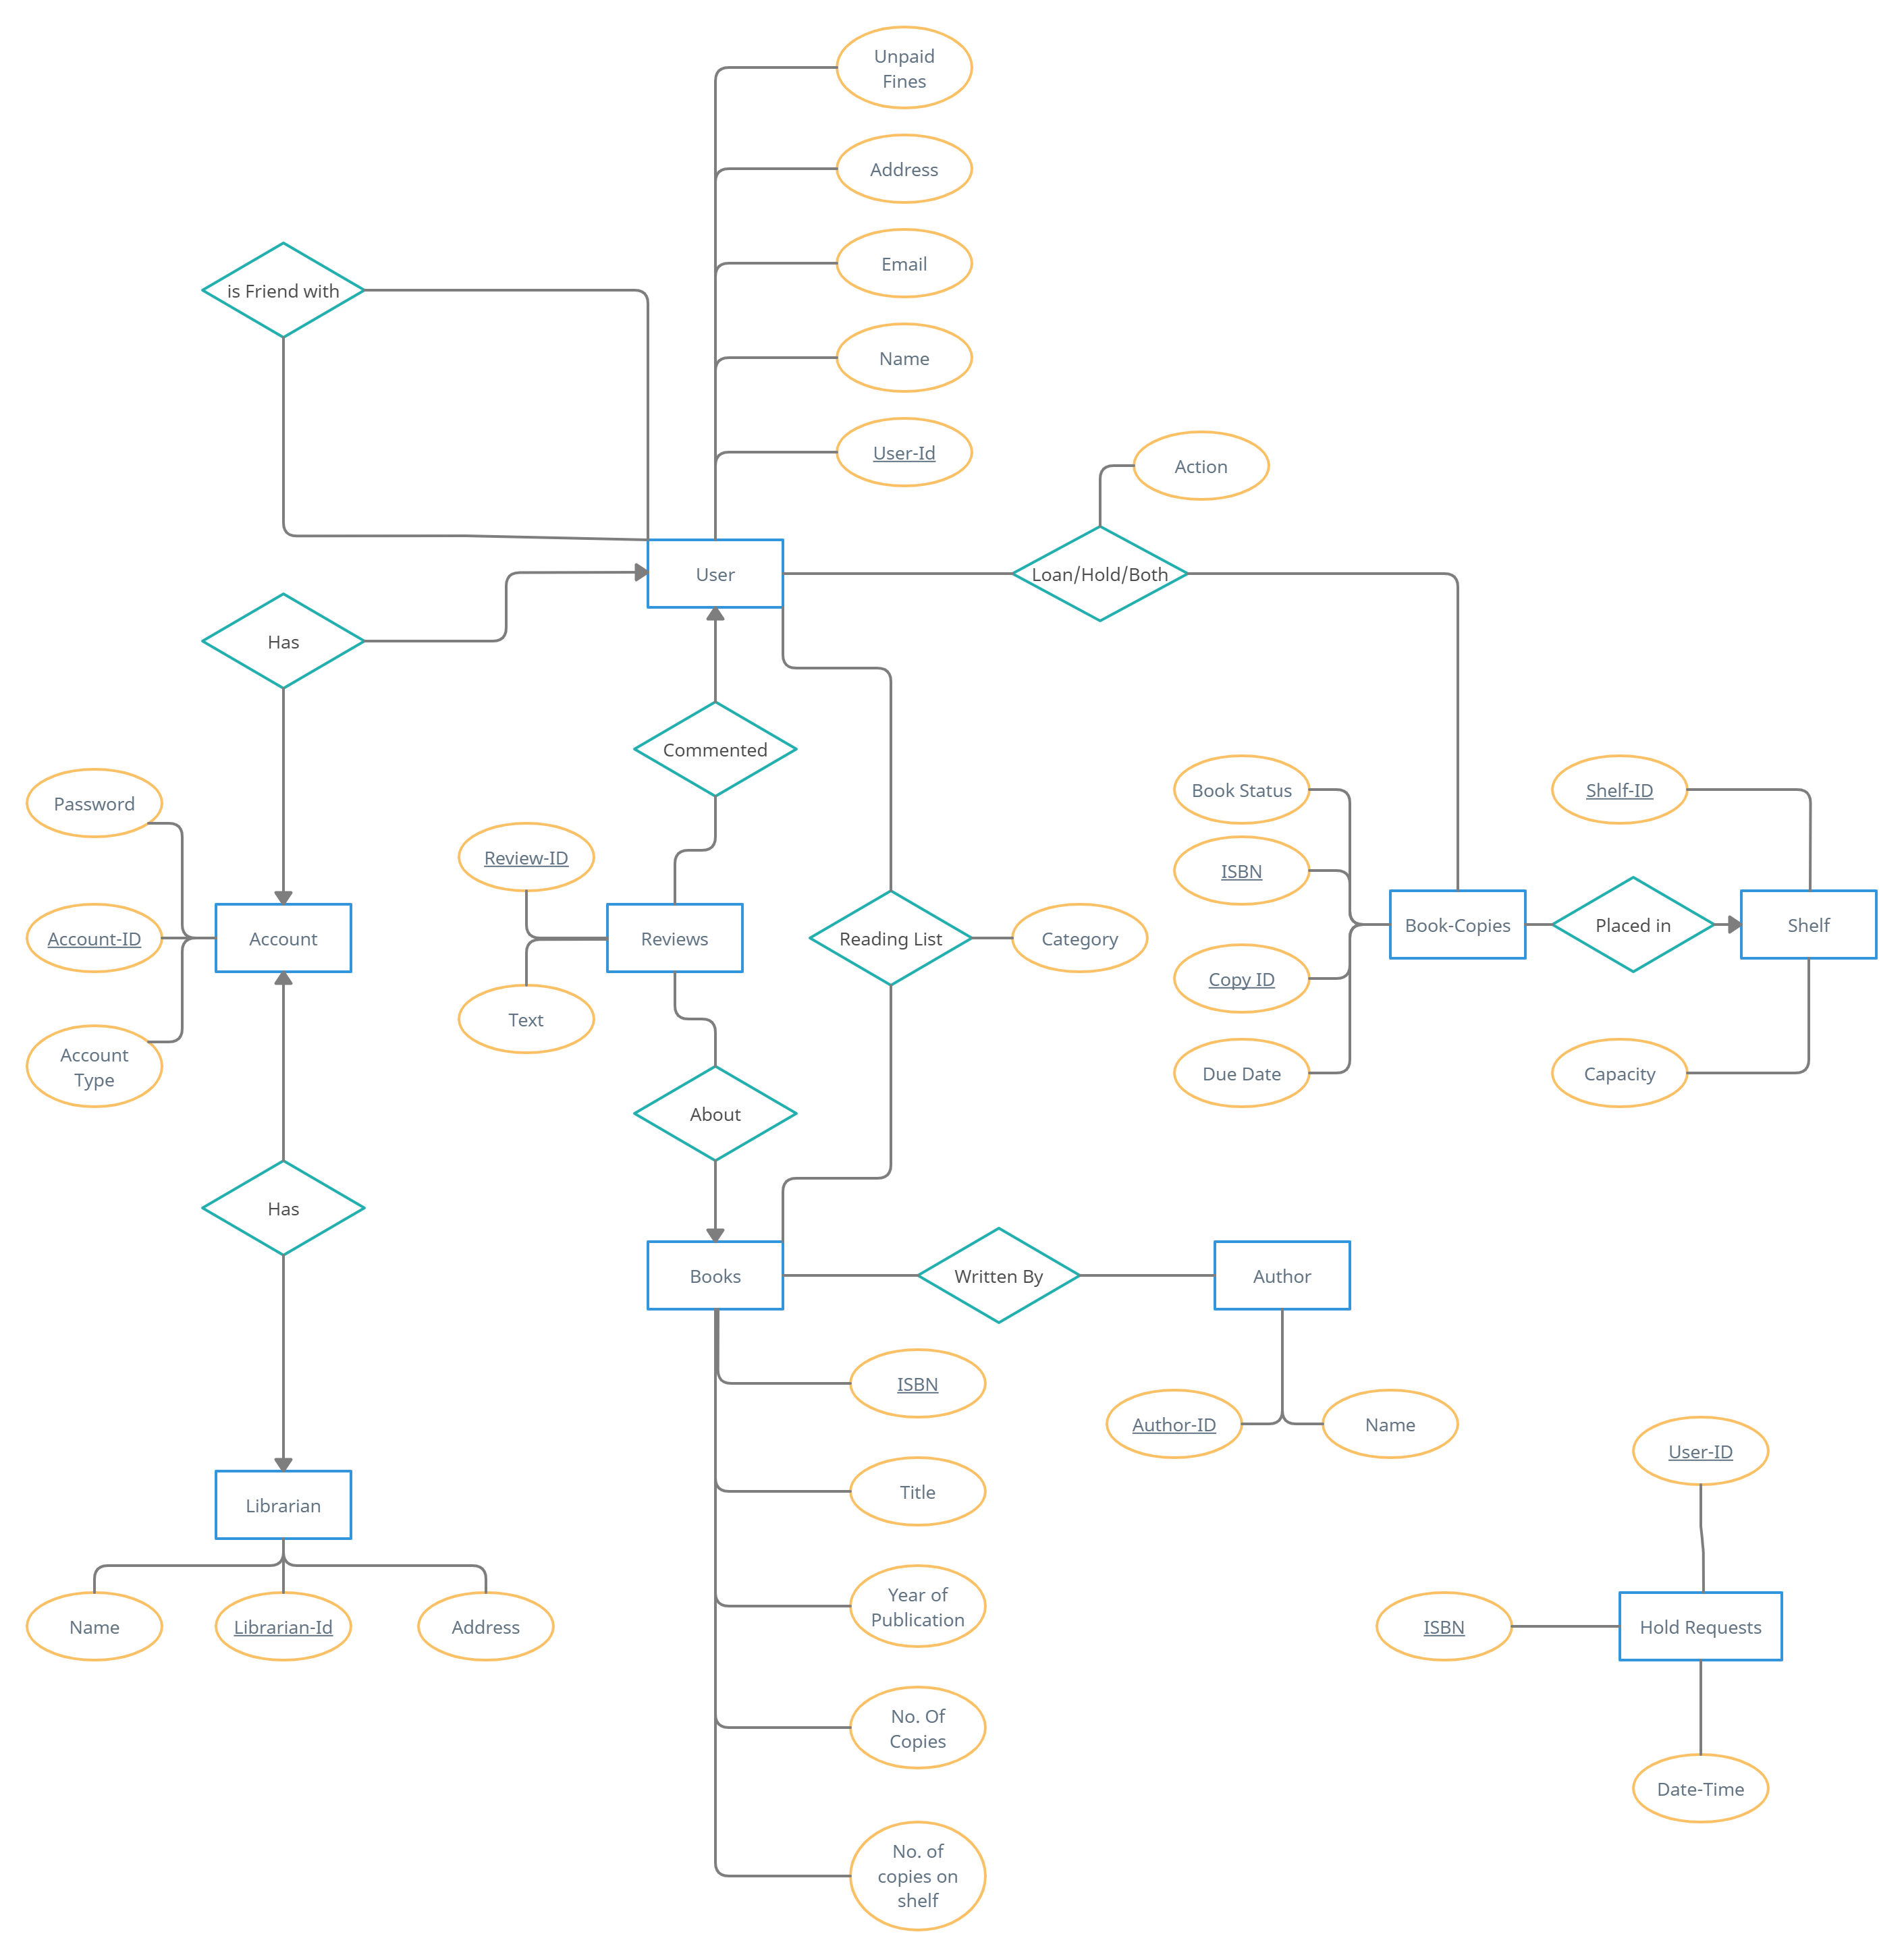 Unpaid
Fines
Address
Email
is Friend with
Name
User-Id
Action
User
Loan/Hold/Both
Has
Commented
Password
Book Status
Shelf-ID
Review-ID
ISBN
Account-ID
Account
Reviews
Reading List
Category
Book-Copies
Placed in
Shelf
Copy ID
Text
Account
Type
Due Date
Capacity
About
Has
Books
Written By
Author
ISBN
Author-ID
Name
User-ID
Librarian
Title
Year of
Publication
Name
Librarian-Id
Address
ISBN
Hold Requests
No. Of
Copies
Date-Time
No. of
copies on
shelf